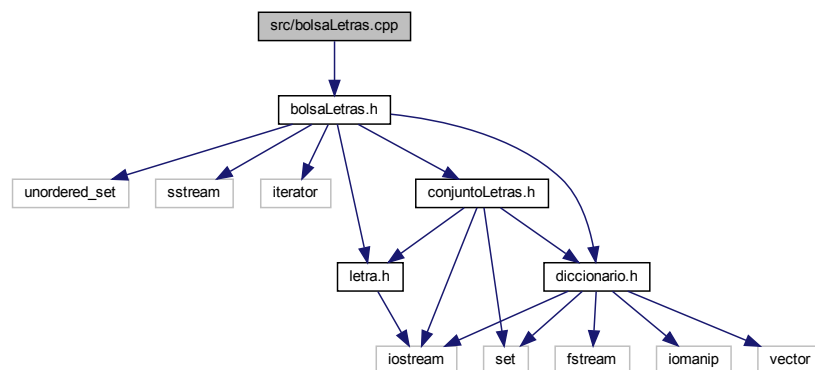 src/bolsaLetras.cpp
bolsaLetras.h
unordered_set
sstream
iterator
conjuntoLetras.h
letra.h
diccionario.h
iostream
set
fstream
iomanip
vector